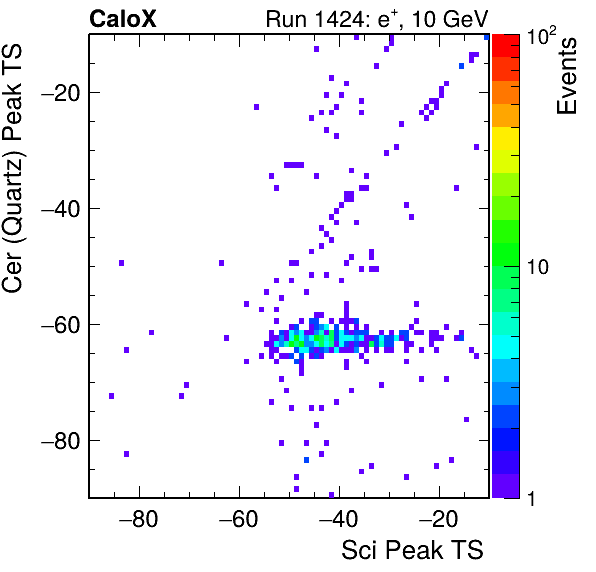 CaloX Run 1424: e⁺, 10 GeV
Cer (Quartz) Peak TS
−20
−40
−60
−80
−80 −60 −40 −20
Sci Peak TS
10²
10
1
Events